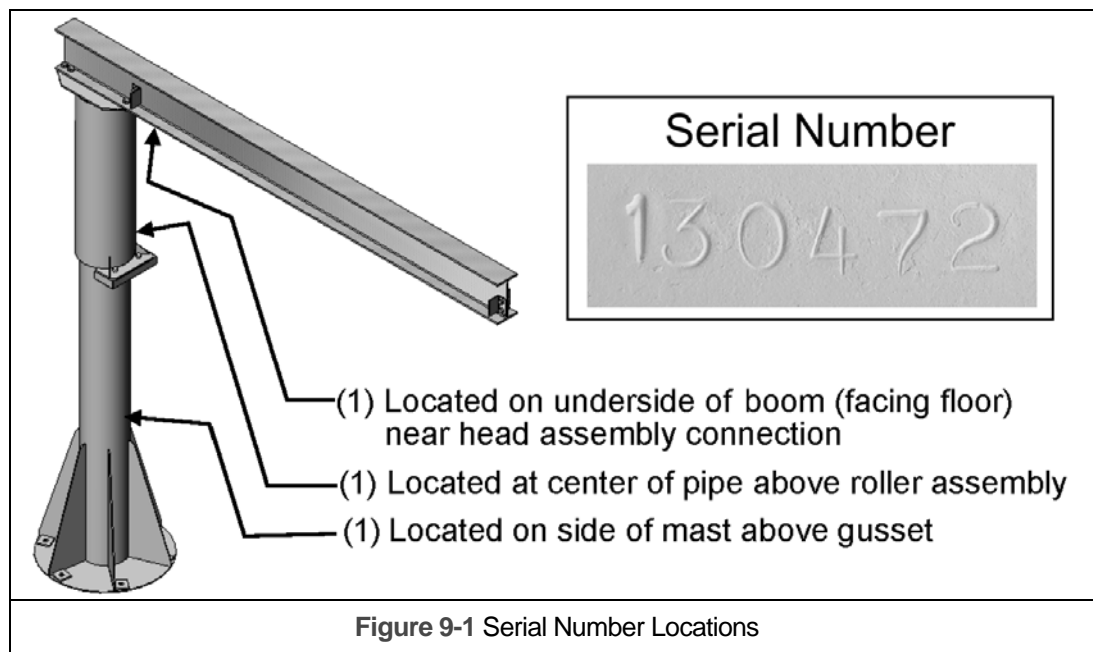 Serial Number
130472
(1) Located on underside of boom (facing floor)
near head assembly connection
(1) Located at center of pipe above roller assembly
(1) Located on side of mast above gusset
Figure 9-1 Serial Number Locations